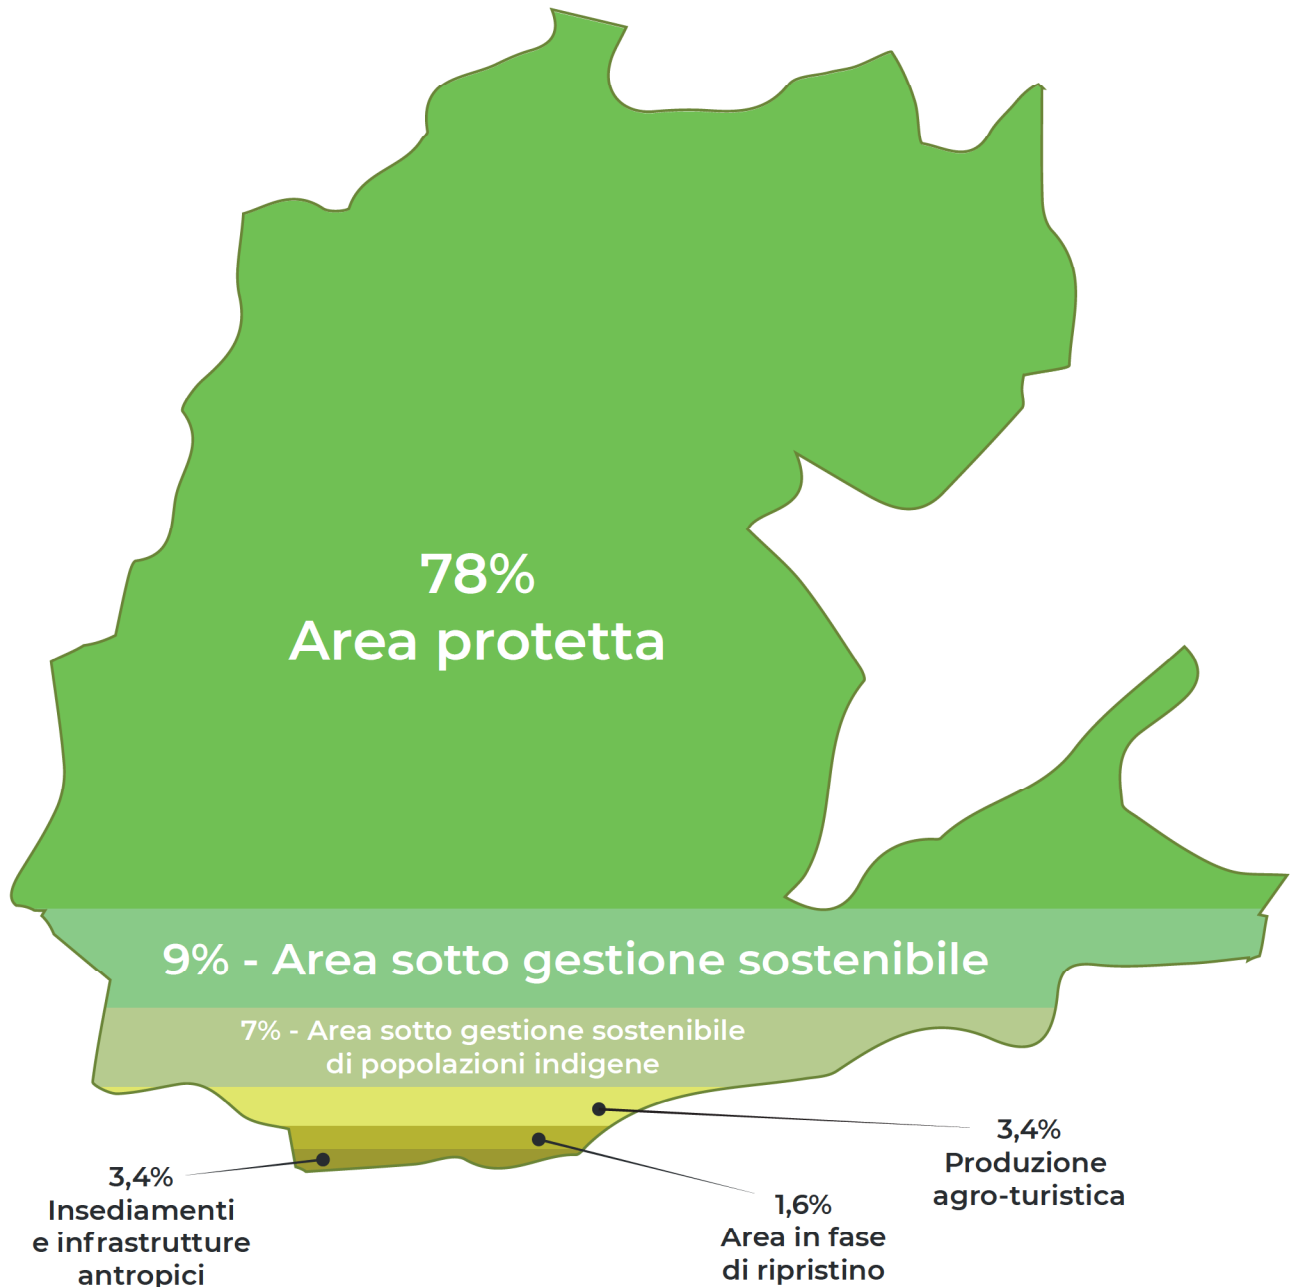 78%
Area protetta
9% - Area sotto gestione sostenibile
7% - Area sotto gestione sostenibile
di popolazioni indigene
3,4%
Produzione
agro-turistica
3,4%
Insediamenti
e infrastrutture
antropici
1,6%
Area in fase
di ripristino